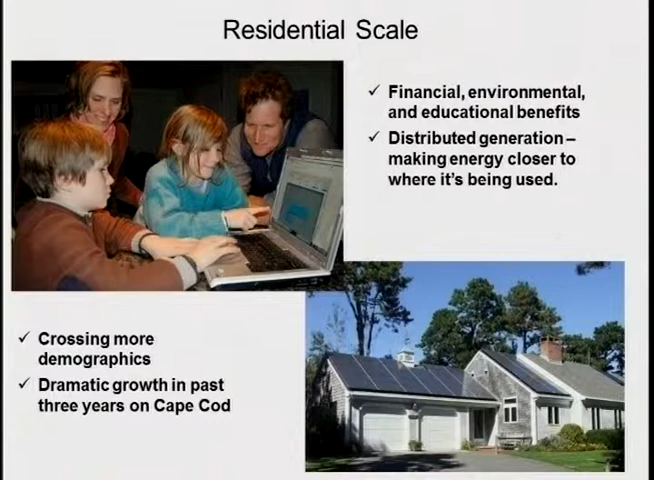 Residential Scale
✓ Financial, environmental,
and educational benefits
✓ Distributed generation –
making energy closer to
where it's being used.
✓ Crossing more
demographics
✓ Dramatic growth in past
three years on Cape Cod